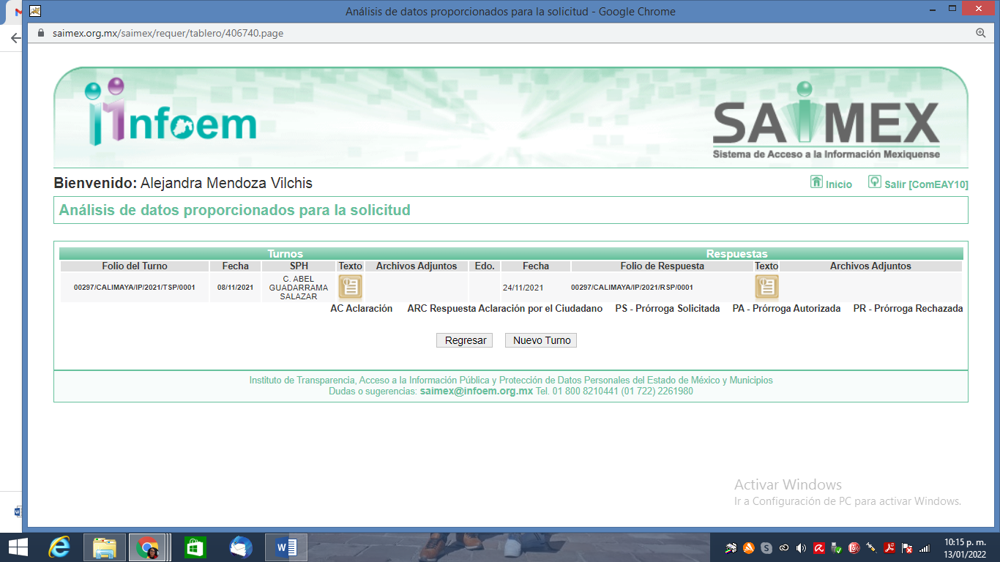 Análisis de datos proporcionados para la solicitud - Google Chrome
saimex.org.mx/saimex/requer/tablero/406740.page
infoem
SAIMEX
Sistema de Acceso a la Información Mexiquense
Bienvenido: Alejandra Mendoza Vilchis
Inicio Salir [ComEAY10]
Análisis de datos proporcionados para la solicitud
Turnos Respuestas
Folio del Turno Fecha SPH Texto Archivos Adjuntos Edo. Fecha Folio de Respuesta Texto Archivos Adjuntos
00297/CALIMAYA/IP/2021/TSP/0001 08/11/2021 C. ABEL GUADARRAMA SALAZAR 24/11/2021 00297/CALIMAYA/IP/2021/RSP/0001
AC Aclaración ARC Respuesta Aclaración por el Ciudadano PS - Prórroga Solicitada PA - Prórroga Autorizada PR - Prórroga Rechazada
Regresar Nuevo Turno
Instituto de Transparencia, Acceso a la Información Pública y Protección de Datos Personales del Estado de México y Municipios
Dudas o sugerencias: saimex@infoem.org.mx Tel. 01 800 8210441 (01 722) 2261980
Activar Windows
Ir a Configuración de PC para activar Windows.
10:15 p. m.
13/01/2022